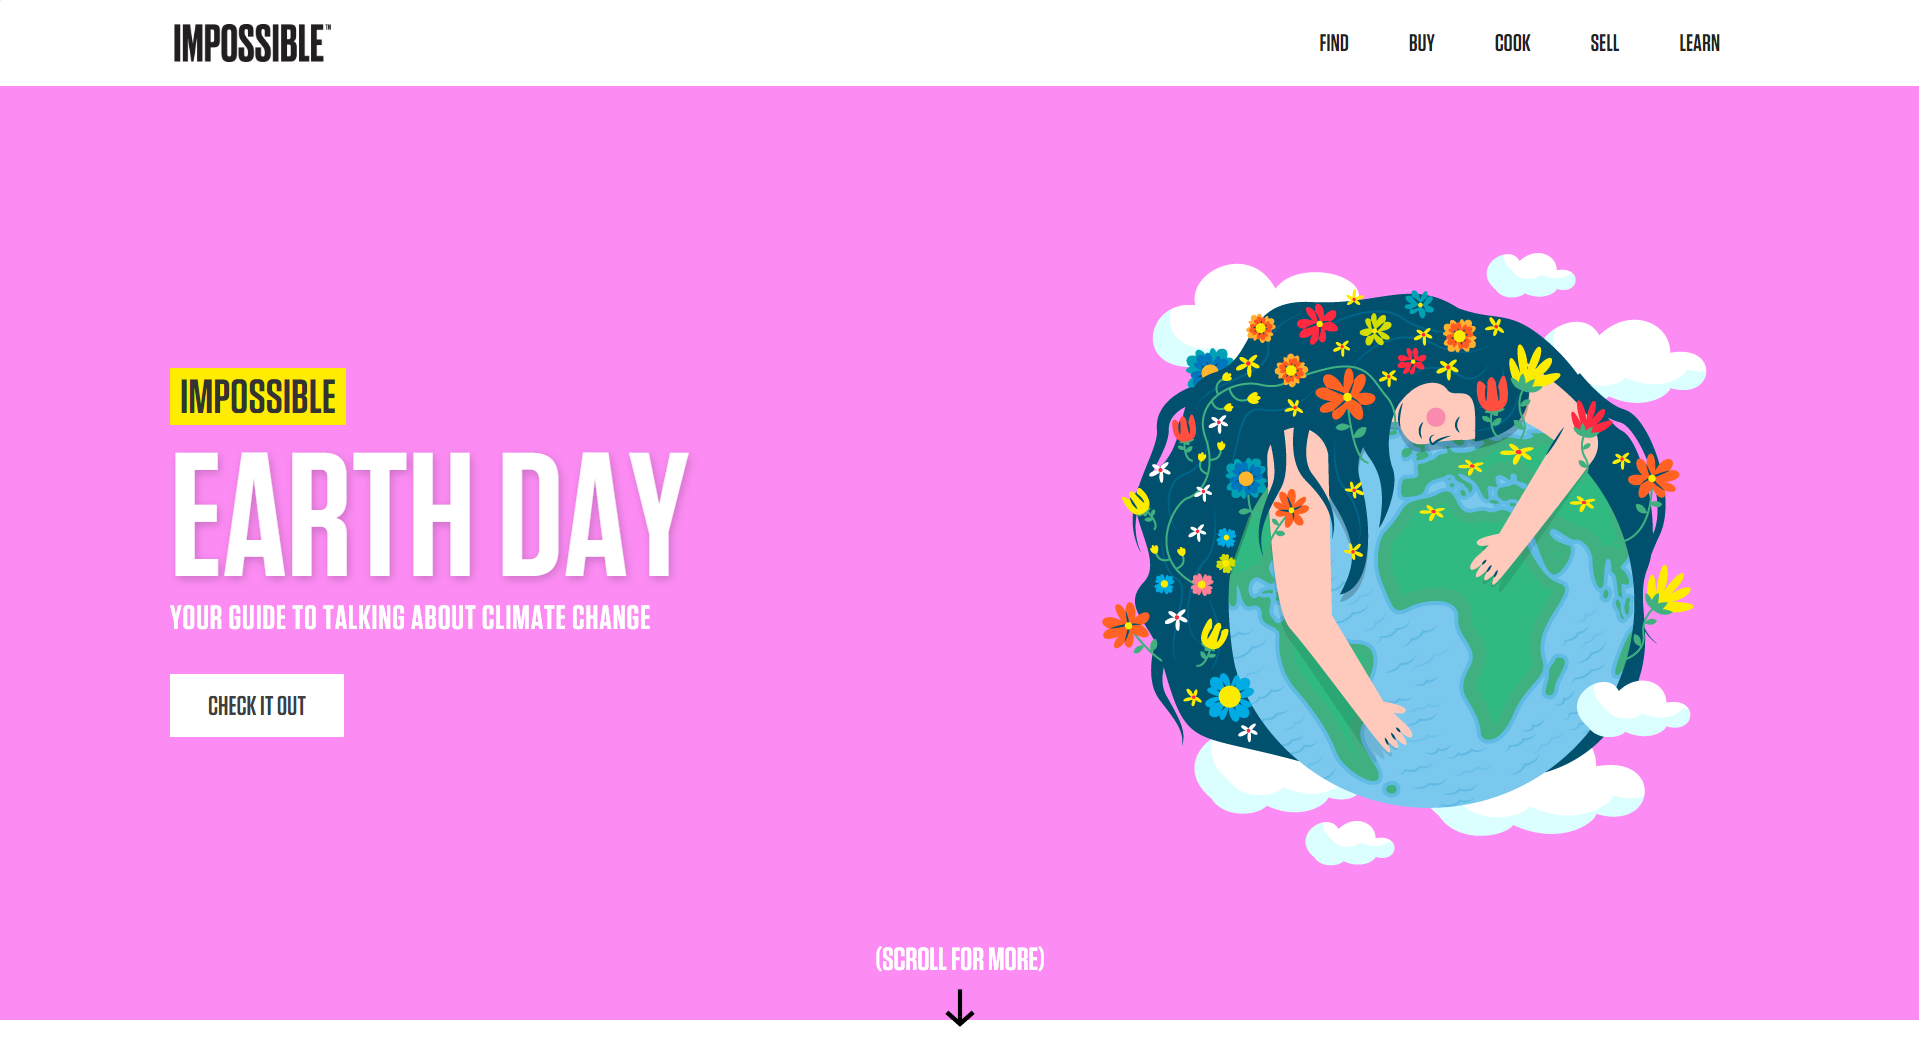 IMPOSSIBLE™
FIND BUY COOK SELL LEARN
IMPOSSIBLE
EARTH DAY
YOUR GUIDE TO TALKING ABOUT CLIMATE CHANGE
CHECK IT OUT
(SCROLL FOR MORE)